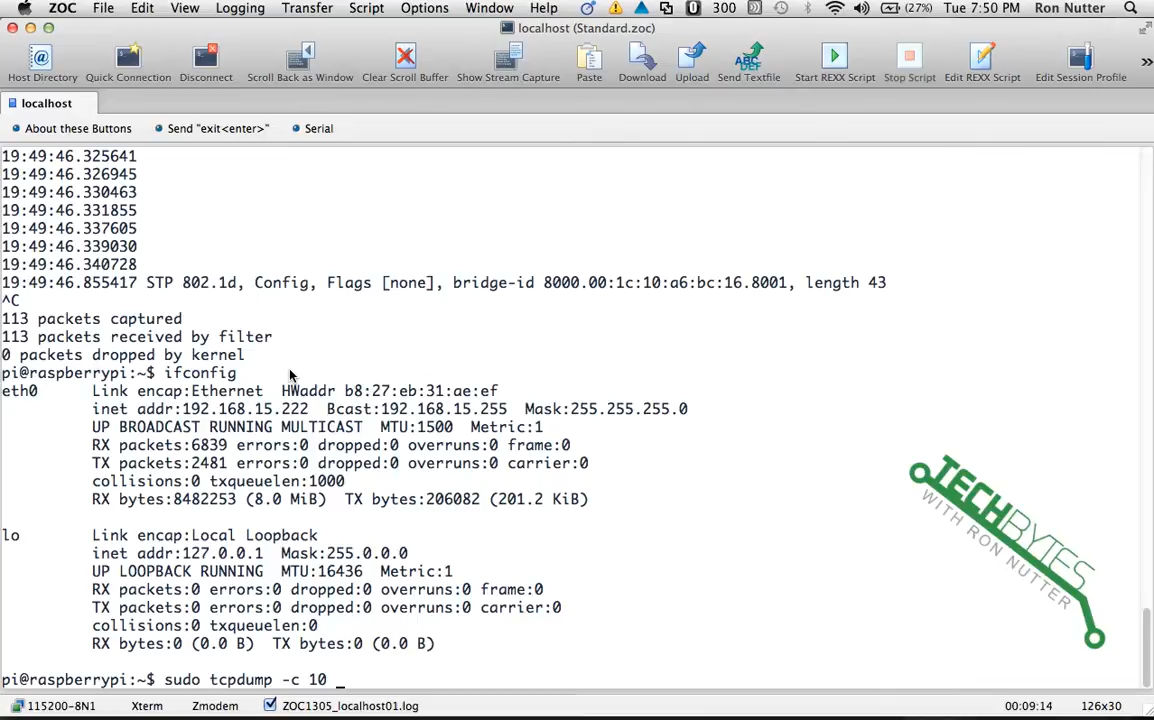 ZOC File Edit View Logging Transfer Script Options Window Help 300 (27%) Tue 7:50 PM Ron Nutter
localhost (Standard.zoc)
Host Directory Quick Connection Disconnect Scroll Back as Window Clear Scroll Buffer Show Stream Capture Paste Download Upload Send Textfile Start REXX Script Stop Script Edit REXX Script Edit Session Profile
localhost
About these Buttons Send "exit<enter>" Serial
19:49:46.325641
19:49:46.326945
19:49:46.330463
19:49:46.331855
19:49:46.337605
19:49:46.339030
19:49:46.340728
19:49:46.855417 STP 802.1d, Config, Flags [none], bridge-id 8000.00:1c:10:a6:bc:16.8001, length 43
^C
113 packets captured
113 packets received by filter
0 packets dropped by kernel
pi@raspberrypi:~$ ifconfig
eth0 Link encap:Ethernet HWaddr b8:27:eb:31:ae:ef
inet addr:192.168.15.222 Bcast:192.168.15.255 Mask:255.255.255.0
UP BROADCAST RUNNING MULTICAST MTU:1500 Metric:1
RX packets:6839 errors:0 dropped:0 overruns:0 frame:0
TX packets:2481 errors:0 dropped:0 overruns:0 carrier:0
collisions:0 txqueuelen:1000
RX bytes:8482253 (8.0 MiB) TX bytes:206082 (201.2 KiB)
lo Link encap:Local Loopback
inet addr:127.0.0.1 Mask:255.0.0.0
UP LOOPBACK RUNNING MTU:16436 Metric:1
RX packets:0 errors:0 dropped:0 overruns:0 frame:0
TX packets:0 errors:0 dropped:0 overruns:0 carrier:0
collisions:0 txqueuelen:0
RX bytes:0 (0.0 B) TX bytes:0 (0.0 B)
pi@raspberrypi:~$ sudo tcpdump -c 10 _
TECHBYTES
WITH RON NUTTER
115200-8N1 Xterm Zmodem ZOC1305_localhost01.log 00:09:14 126x30